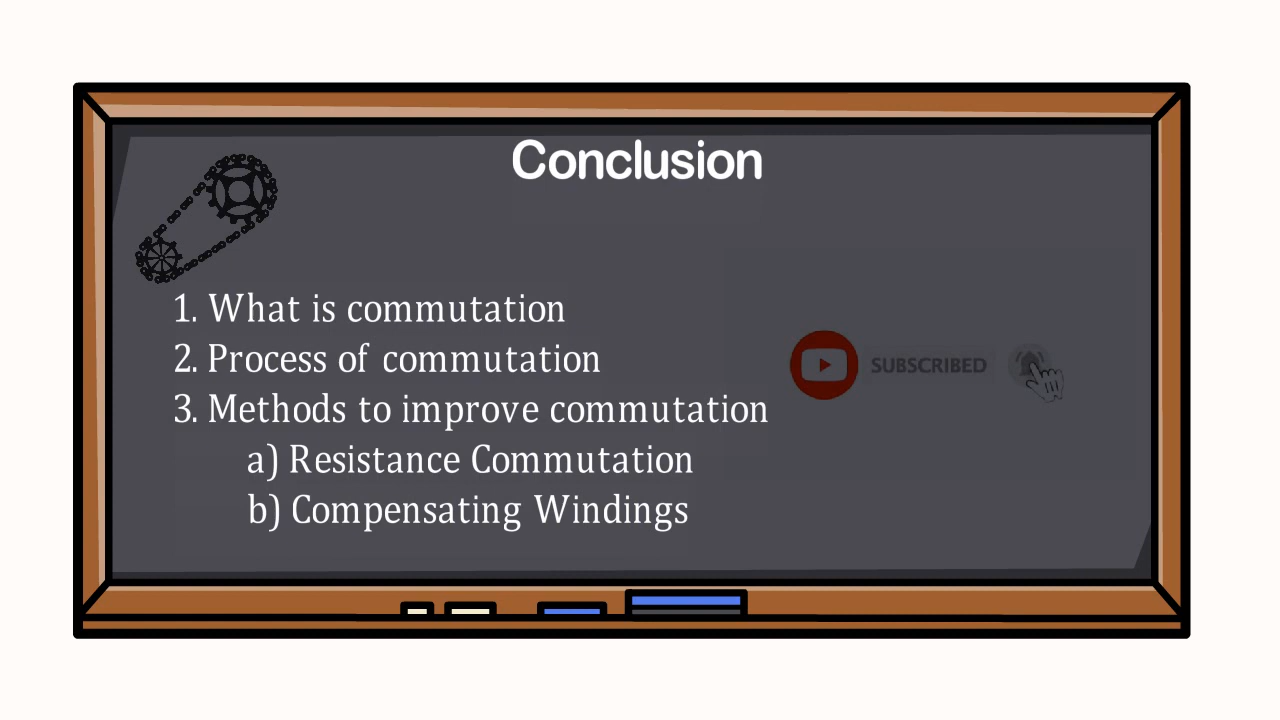 Conclusion
1. What is commutation
2. Process of commutation
SUBSCRIBED
3. Methods to improve commutation
a) Resistance Commutation
b) Compensating Windings